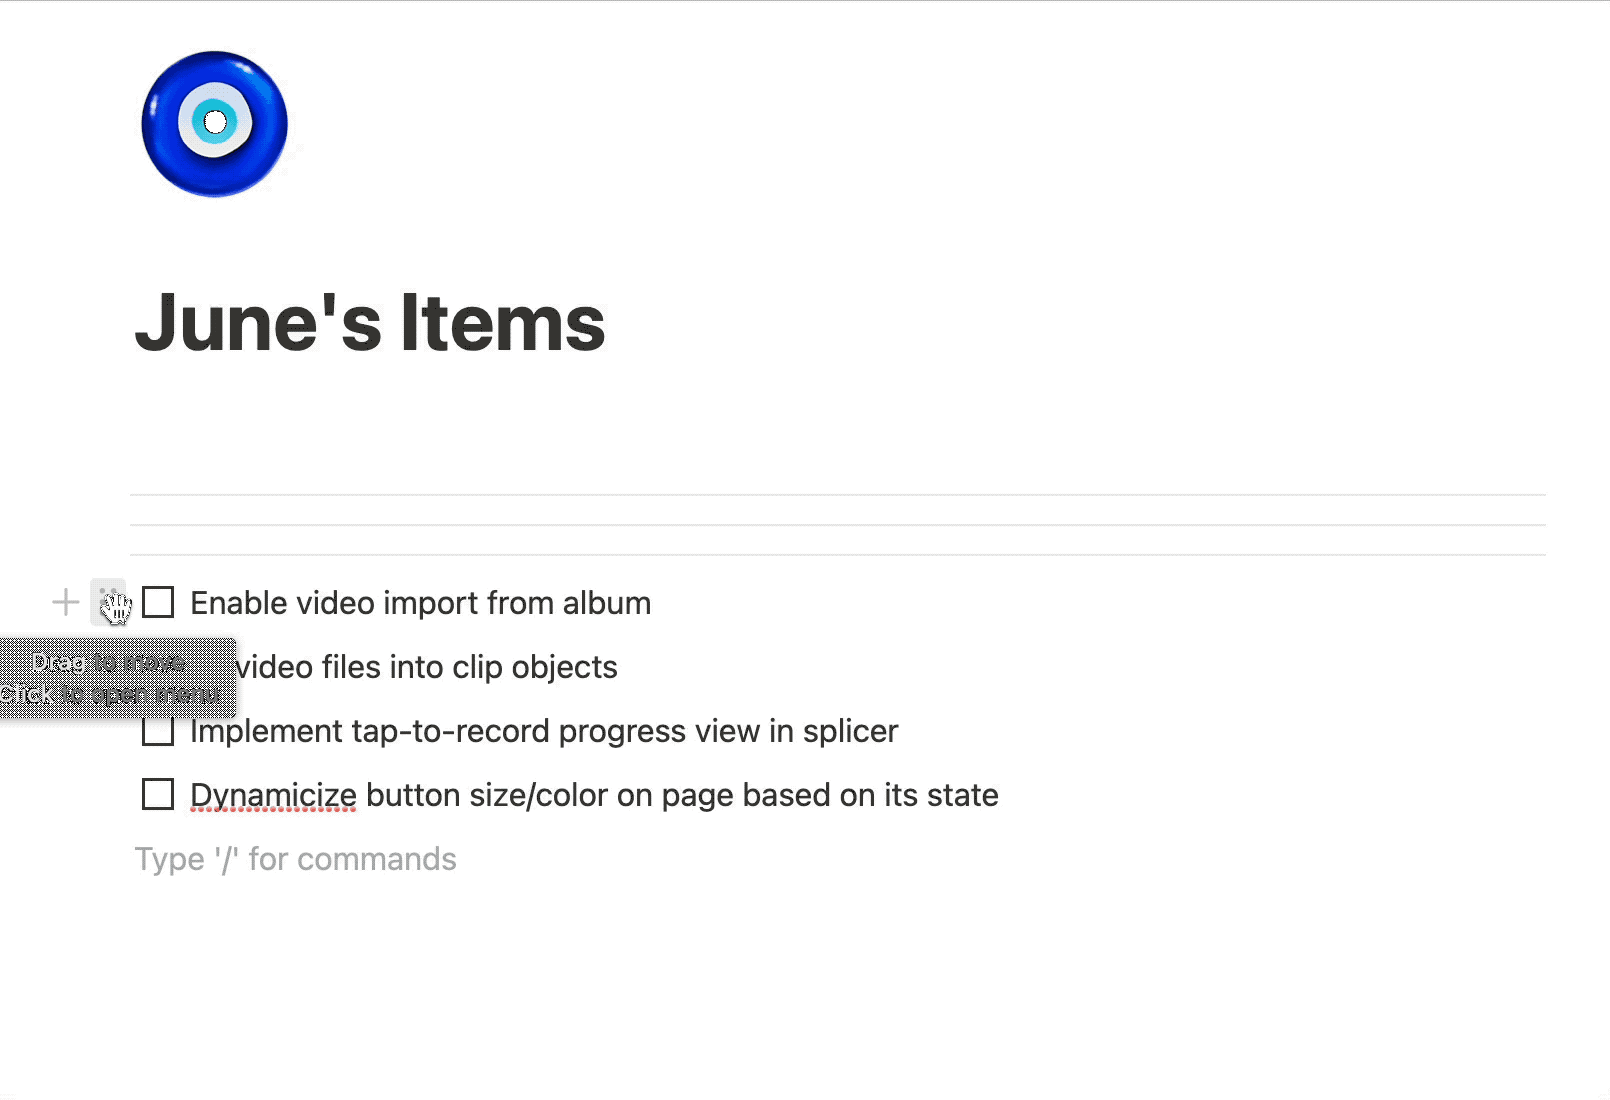 June's Items
Enable video import from album
Drag to move
video files into clip objects
Click to open menu
Implement tap-to-record progress view in splicer
Dynamicize button size/color on page based on its state
Type '/' for commands